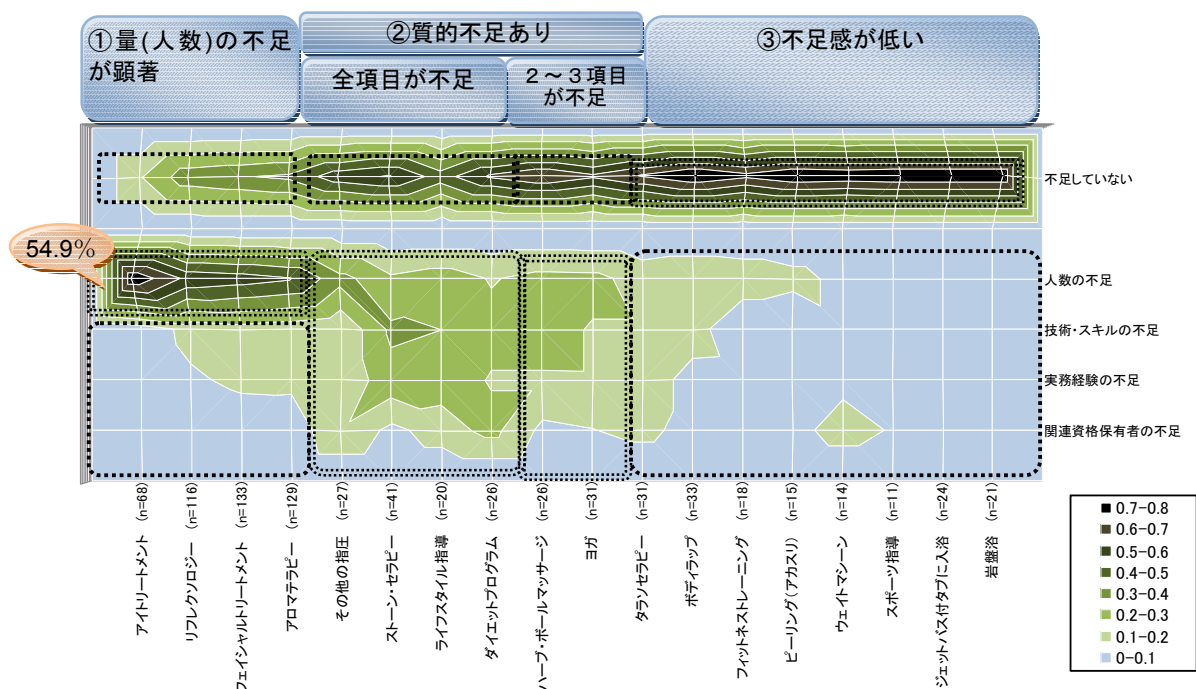 ①量(人数)の不足
が顕著
②質的不足あり
全項目が不足
2～3項目
が不足
③不足感が低い
54.9%
不足していない
人数の不足
技術・スキルの不足
実務経験の不足
関連資格保有者の不足
アイトリートメント (n=68)
リフレクソロジー (n=116)
フェイシャルトリートメント (n=133)
アロマテラピー (n=129)
その他の指圧 (n=27)
ストーン・セラピー (n=41)
ライフスタイル指導 (n=20)
ダイエットプログラム (n=26)
ハーブ・ボールマッサージ (n=26)
ヨガ (n=31)
タラソセラピー (n=31)
ボディラップ (n=33)
フィットネストレーニング (n=18)
ピーリング(アカスリ) (n=15)
ウェイトマシーン (n=14)
スポーツ指導 (n=11)
ジェットバス付タブに入浴 (n=24)
岩盤浴 (n=21)
0.7-0.8
0.6-0.7
0.5-0.6
0.4-0.5
0.3-0.4
0.2-0.3
0.1-0.2
0-0.1